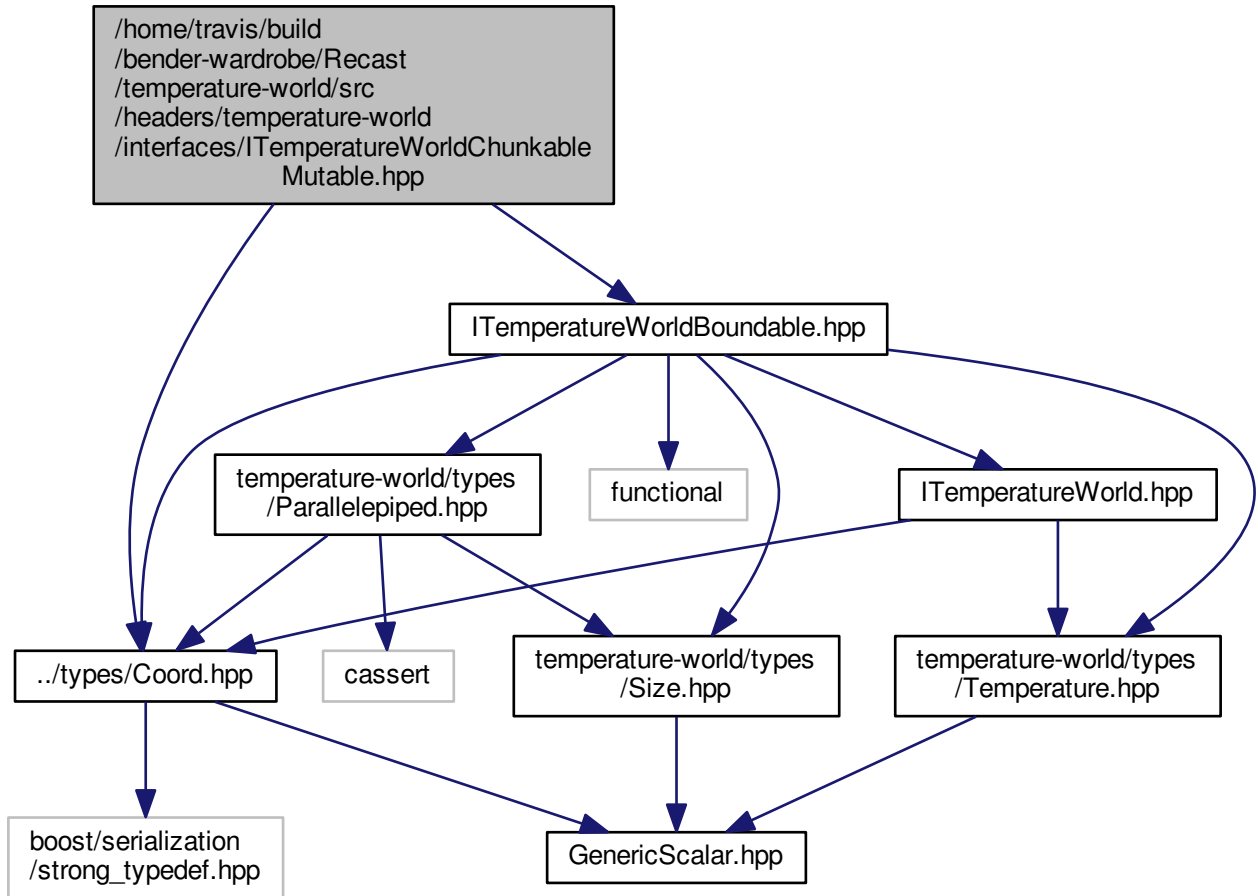 /home/travis/build
/bender-wardrobe/Recast
/temperature-world/src
/headers/temperature-world
/interfaces/ITemperatureWorldChunkable
Mutable.hpp
ITemperatureWorldBoundable.hpp
temperature-world/types
/Parallelepiped.hpp
functional
ITemperatureWorld.hpp
../types/Coord.hpp
cassert
temperature-world/types
/Size.hpp
temperature-world/types
/Temperature.hpp
boost/serialization
/strong_typedef.hpp
GenericScalar.hpp